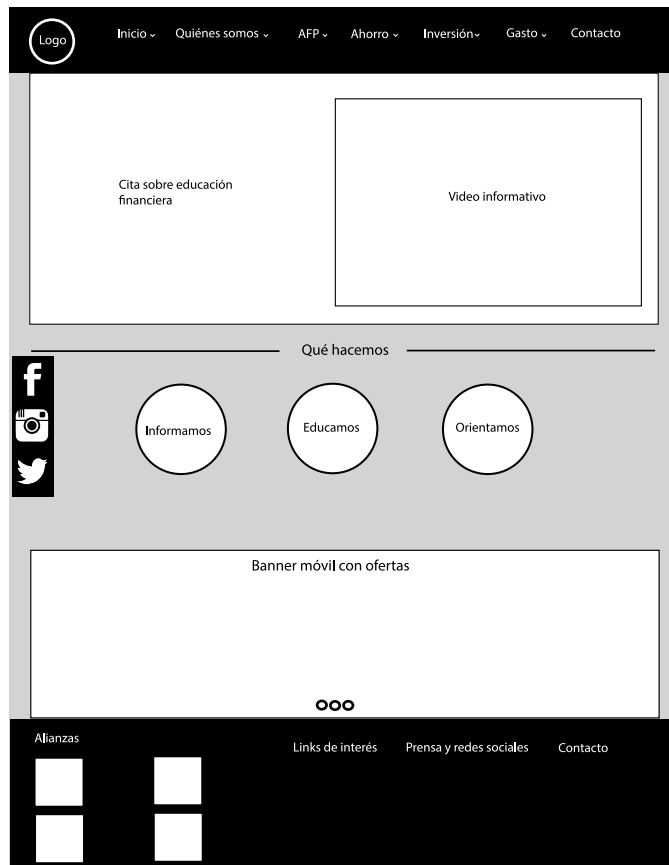 Logo
Inicio
Quiénes somos
AFP
Ahorro
Inversión
Gasto
Contacto
Cita sobre educación
financiera
Video informativo
Qué hacemos
Informamos
Educamos
Orientamos
Banner móvil con ofertas
Alianzas
Links de interés
Prensa y redes sociales
Contacto